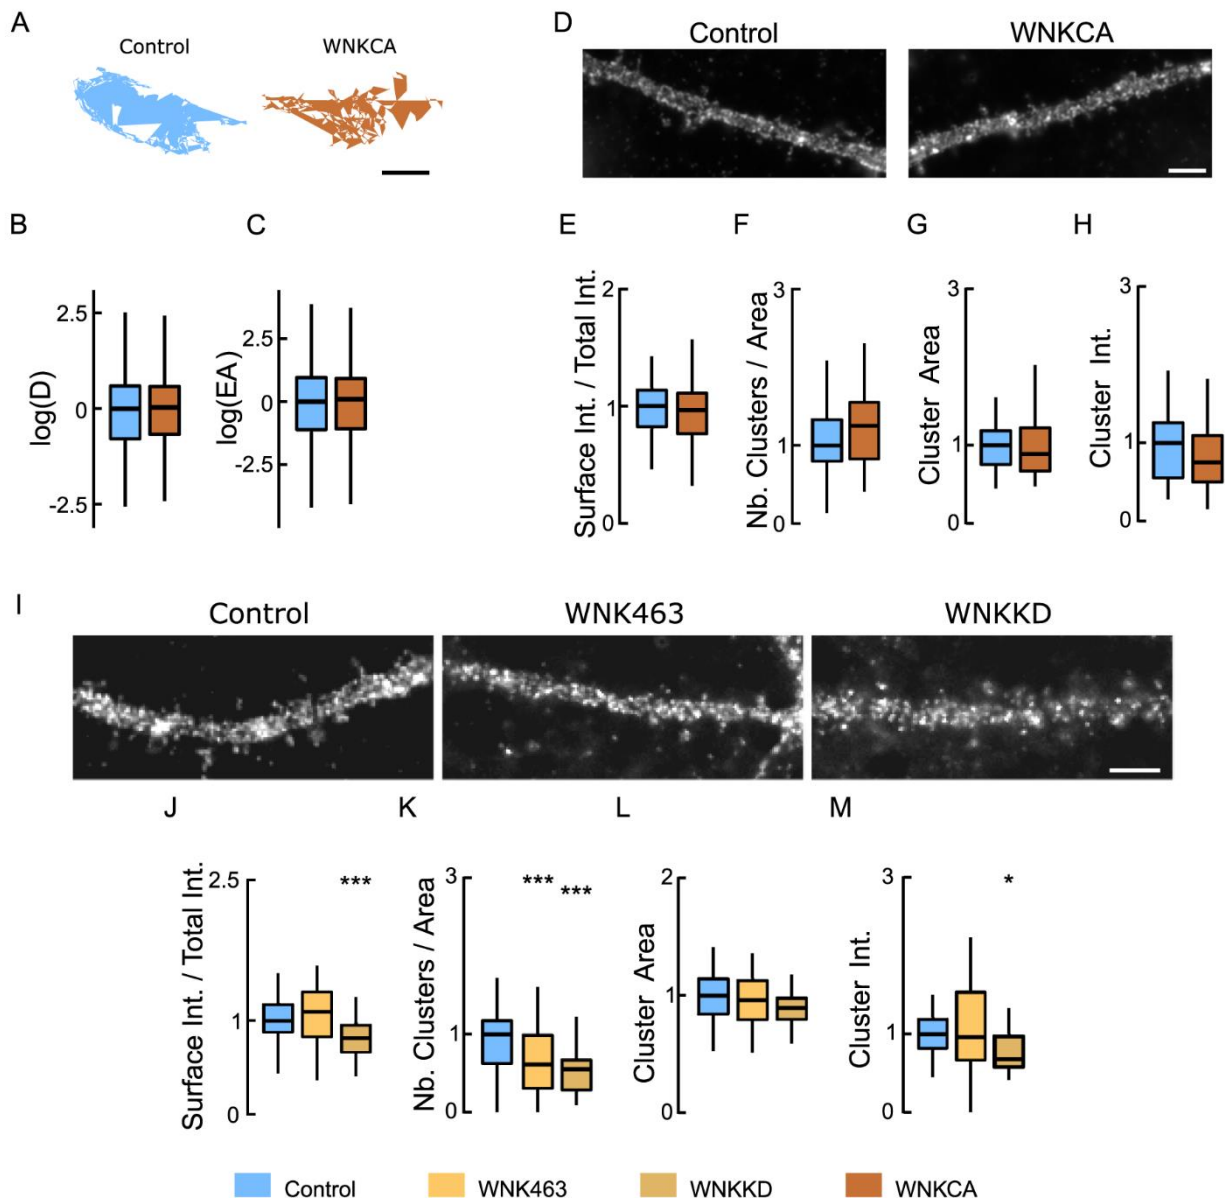 A
Control
WNKCA
D
Control
WNKCA
B
C
log(D)
2.5
0
-2.5
log(EA)
2.5
0
-2.5
E
F
G
H
Surface Int. / Total Int.
2
1
0
Nb. Clusters / Area
3
1
0
Cluster Area
3
1
0
Cluster Int.
3
1
0
I
Control
WNK463
WNKKD
J
K
L
M
Surface Int. / Total Int.
2.5
1
0
***
Nb. Clusters / Area
3
1
0
***
***
Cluster Area
2
1
0
Cluster Int.
3
1
0
*
Control
WNK463
WNKKD
WNKCA